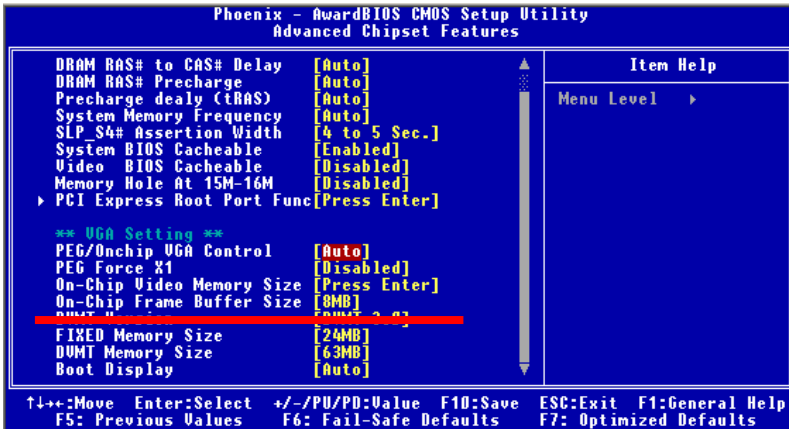 Phoenix - AwardBIOS CMOS Setup Utility
Advanced Chipset Features
DRAM RAS# to CAS# Delay [Auto]
DRAM RAS# Precharge [Auto]
Precharge dealy (tRAS) [Auto]
System Memory Frequency [Auto]
SLP_S4# Assertion Width [4 to 5 Sec.]
System BIOS Cacheable [Enabled]
Video BIOS Cacheable [Disabled]
Memory Hole At 15M-16M [Disabled]
PCI Express Root Port Func[Press Enter]
** VGA Setting **
PEG/Onchip VGA Control [Auto]
PEG Force X1 [Disabled]
On-Chip Video Memory Size [Press Enter]
On-Chip Frame Buffer Size [8MB]
DVMT Version
FIXED Memory Size [24MB]
DVMT Memory Size [63MB]
Boot Display [Auto]
Item Help
Menu Level
↑↓→←:Move Enter:Select +/-/PU/PD:Value F10:Save ESC:Exit F1:General Help
F5: Previous Values F6: Fail-Safe Defaults F7: Optimized Defaults